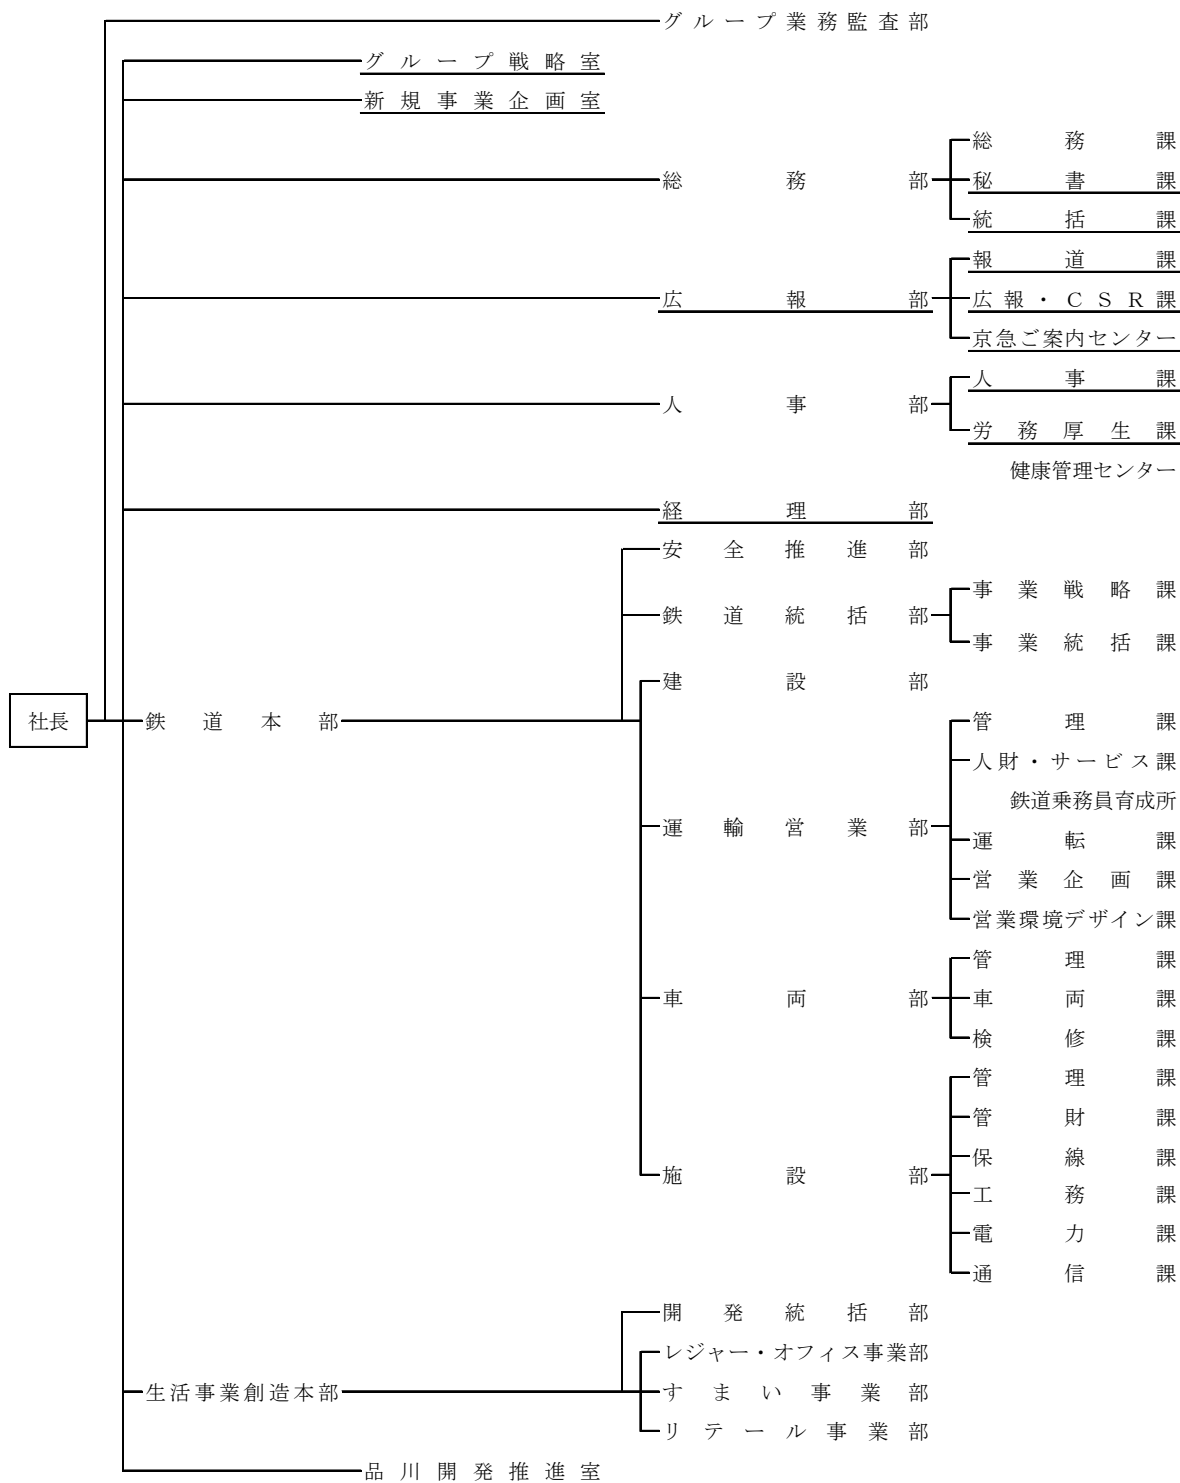 グループ業務監査部
グループ戦略室
新規事業企画室
総務課
総務部
秘書課
統括課
報道課
広報部
広報・ＣＳＲ課
京急ご案内センター
人事課
人事部
労務厚生課
健康管理センター
経理部
安全推進部
事業戦略課
鉄道統括部
事業統括課
建設部
社長
鉄道本部
管理課
人財・サービス課
鉄道乗務員育成所
運輸営業部
運転課
営業企画課
営業環境デザイン課
管理課
車両部
車両課
検修課
管理課
管財課
保線課
施設部
工務課
電力課
通信課
開発統括部
レジャー・オフィス事業部
生活事業創造本部
すまい事業部
リテール事業部
品川開発推進室